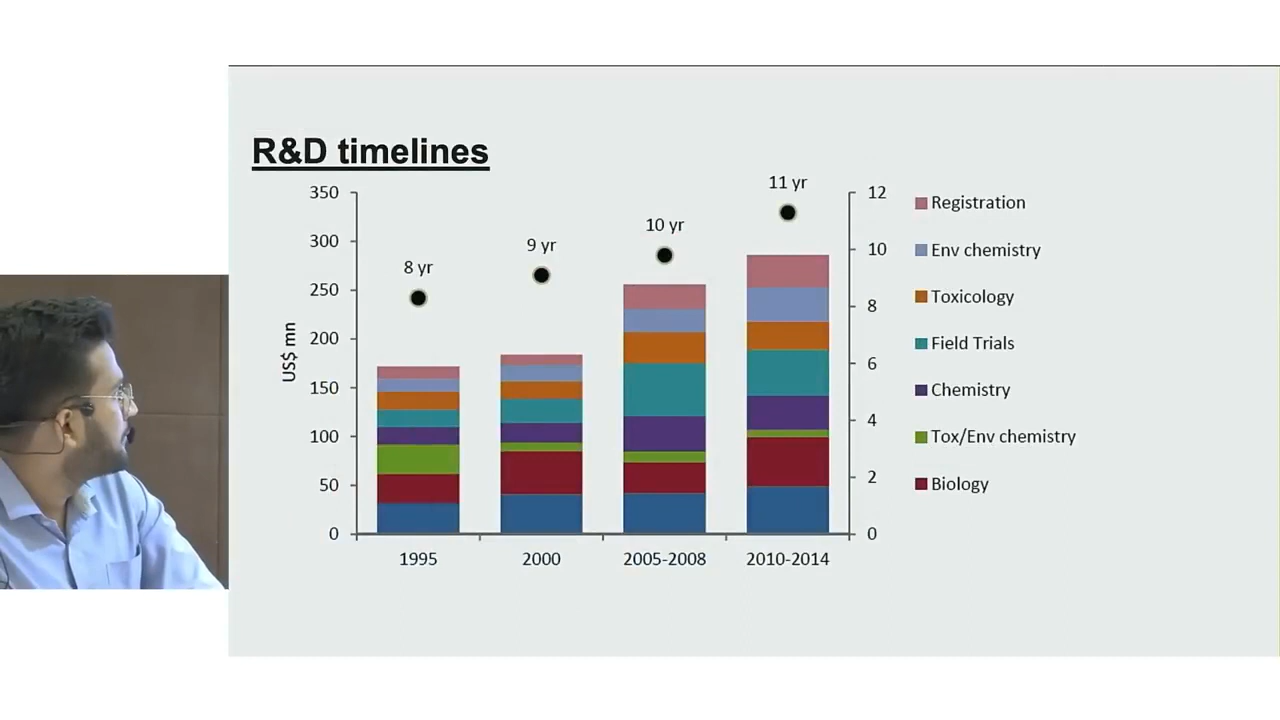 R&D timelines
350
300
250
200
150
100
50
0
US$ mn
8 yr
9 yr
10 yr
11 yr
12
10
8
6
4
2
0
1995
2000
2005-2008
2010-2014
Registration
Env chemistry
Toxicology
Field Trials
Chemistry
Tox/Env chemistry
Biology